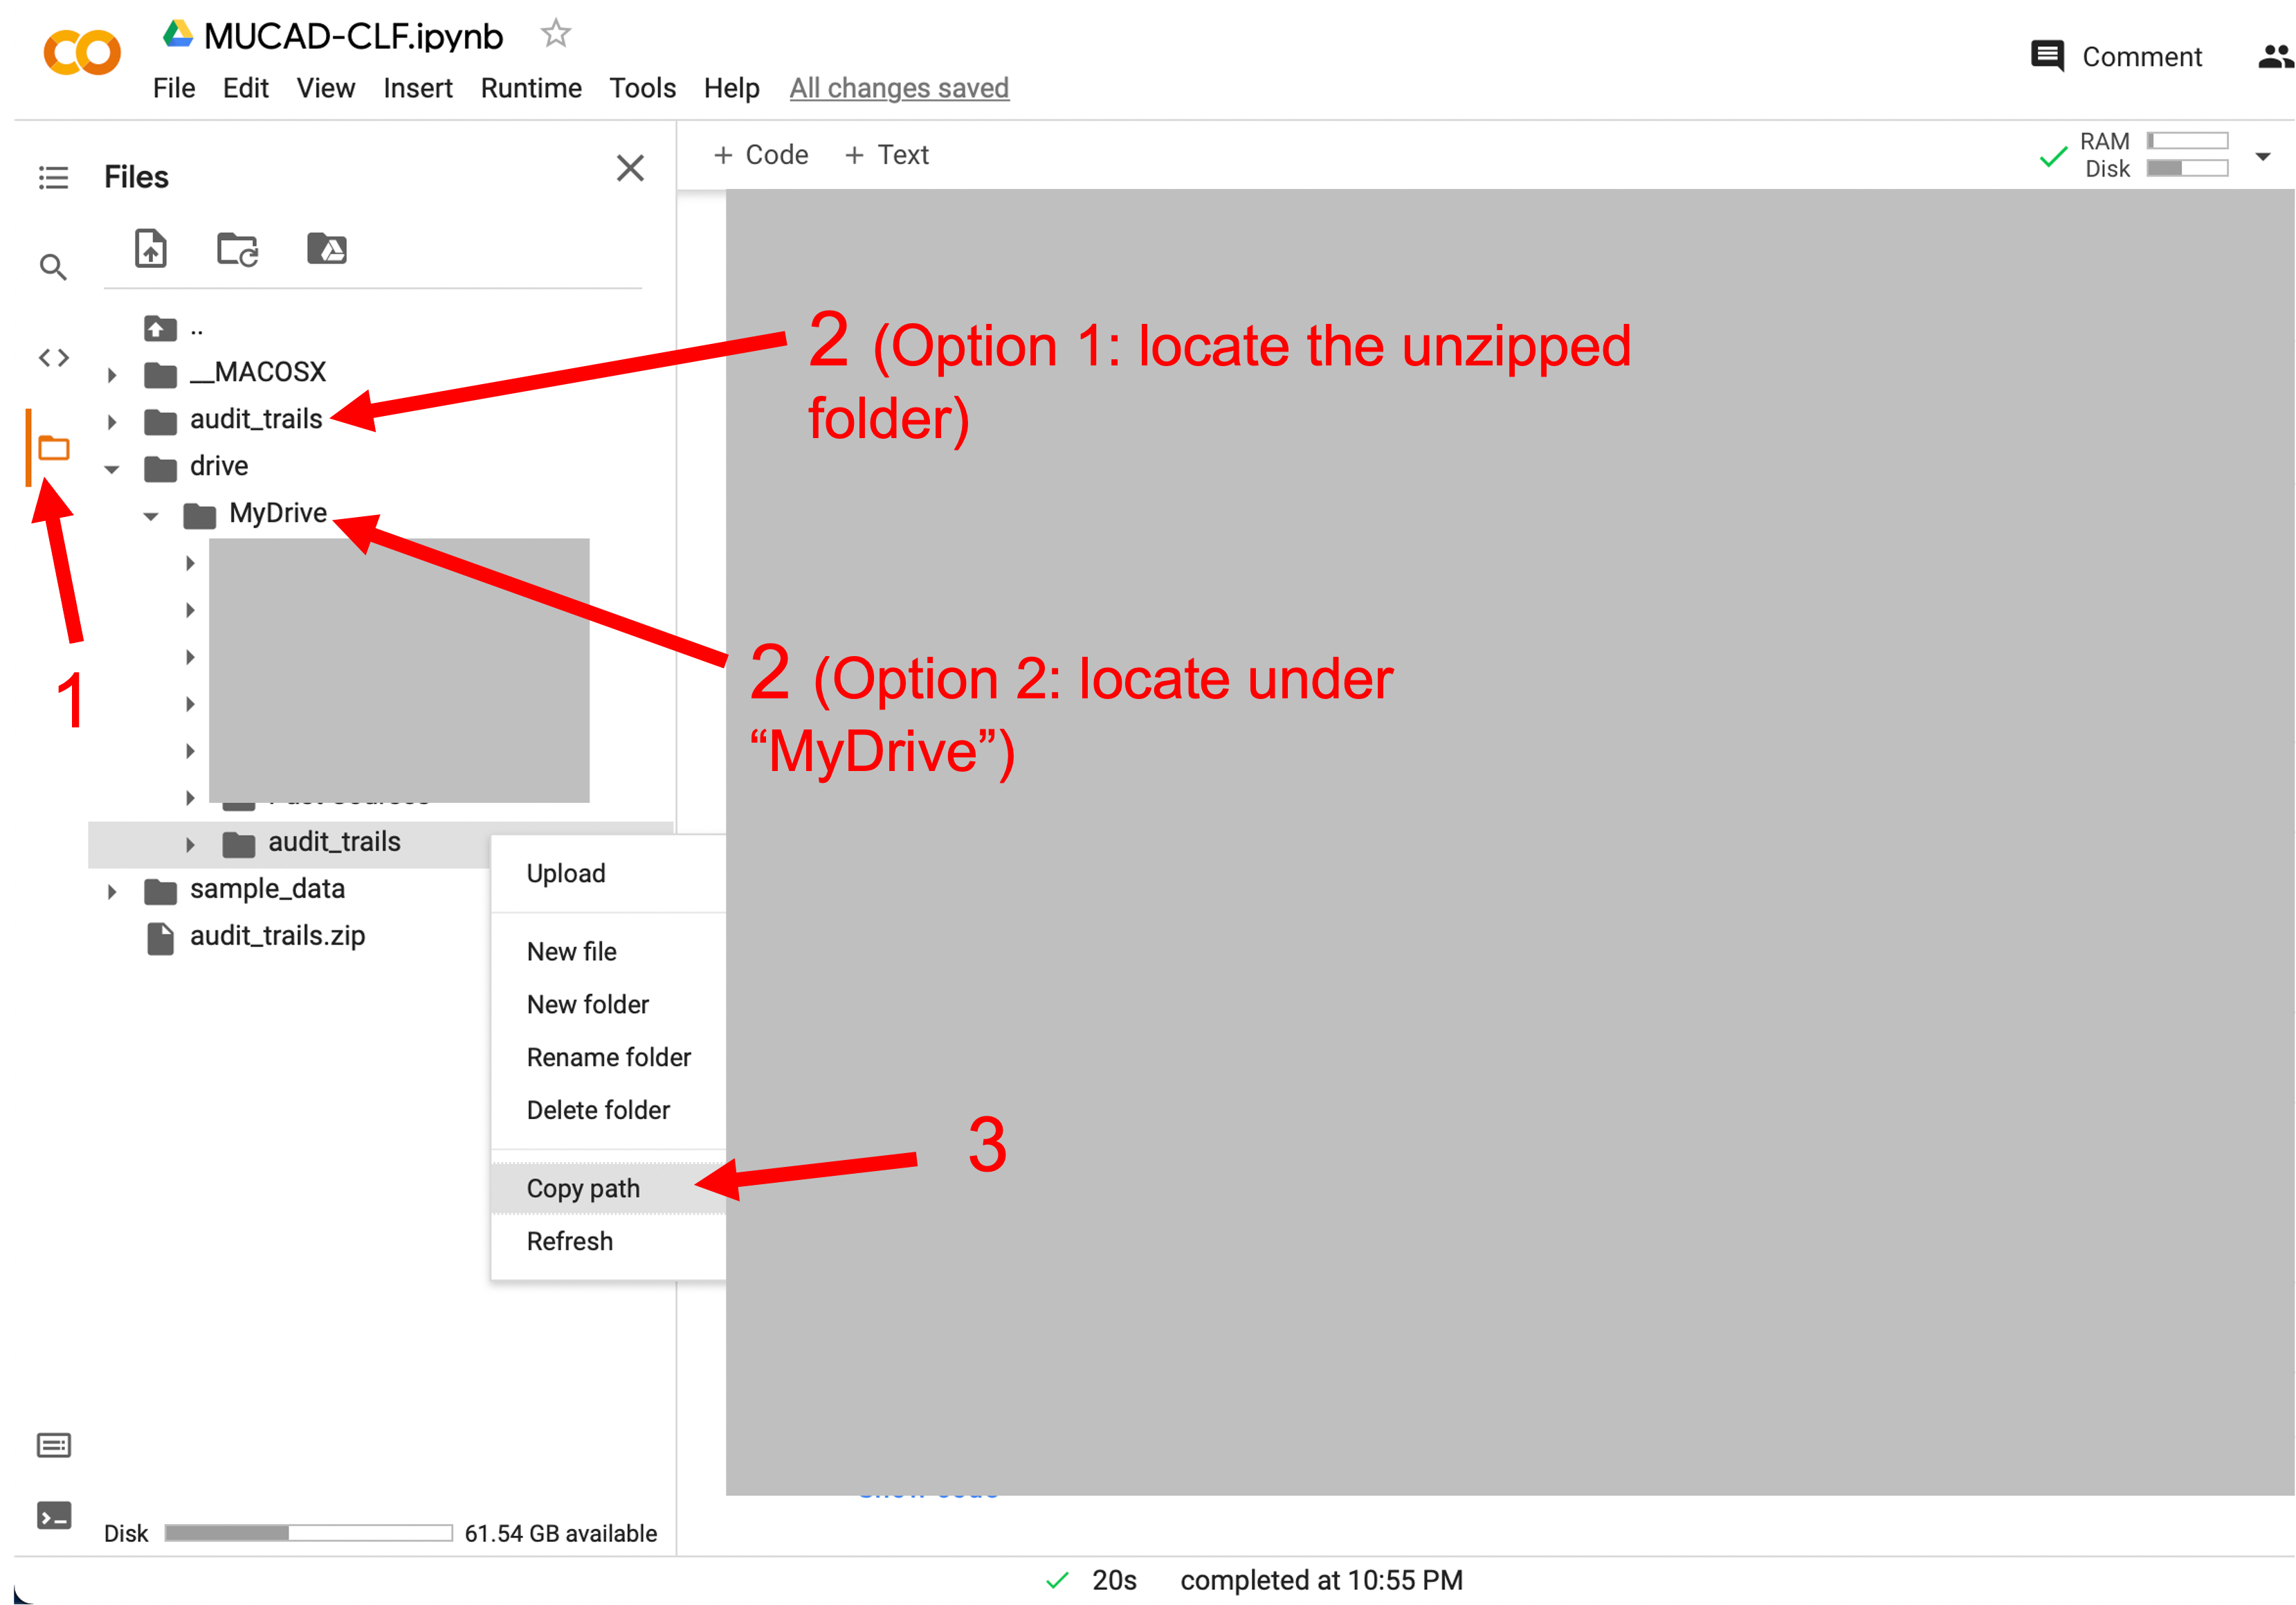 MUCAD-CLF.ipynb
Comment
File Edit View Insert Runtime Tools Help All changes saved
Files
+ Code + Text
RAM
Disk
..
__MACOSX
audit_trails
drive
MyDrive
audit_trails
sample_data
audit_trails.zip
1
2 (Option 1: locate the unzipped
folder)
2 (Option 2: locate under
“MyDrive”)
Upload
New file
New folder
Rename folder
Delete folder
Copy path
Refresh
3
Disk 61.54 GB available
20s completed at 10:55 PM